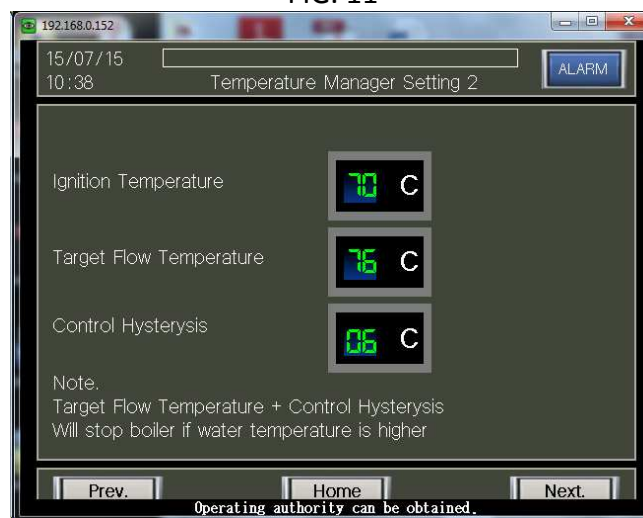 FIG. 11
192.168.0.152
15/07/15
10:38
Temperature Manager Setting 2
ALARM
Ignition Temperature
70 C
Target Flow Temperature
76 C
Control Hysterysis
06 C
Note.
Target Flow Temperature + Control Hysterysis
Will stop boiler if water temperature is higher
Prev.
Home
Next.
Operating authority can be obtained.